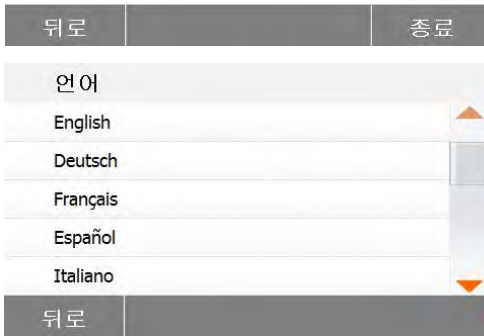 뒤로 종료
언어
English
Deutsch
Français
Español
Italiano
뒤로